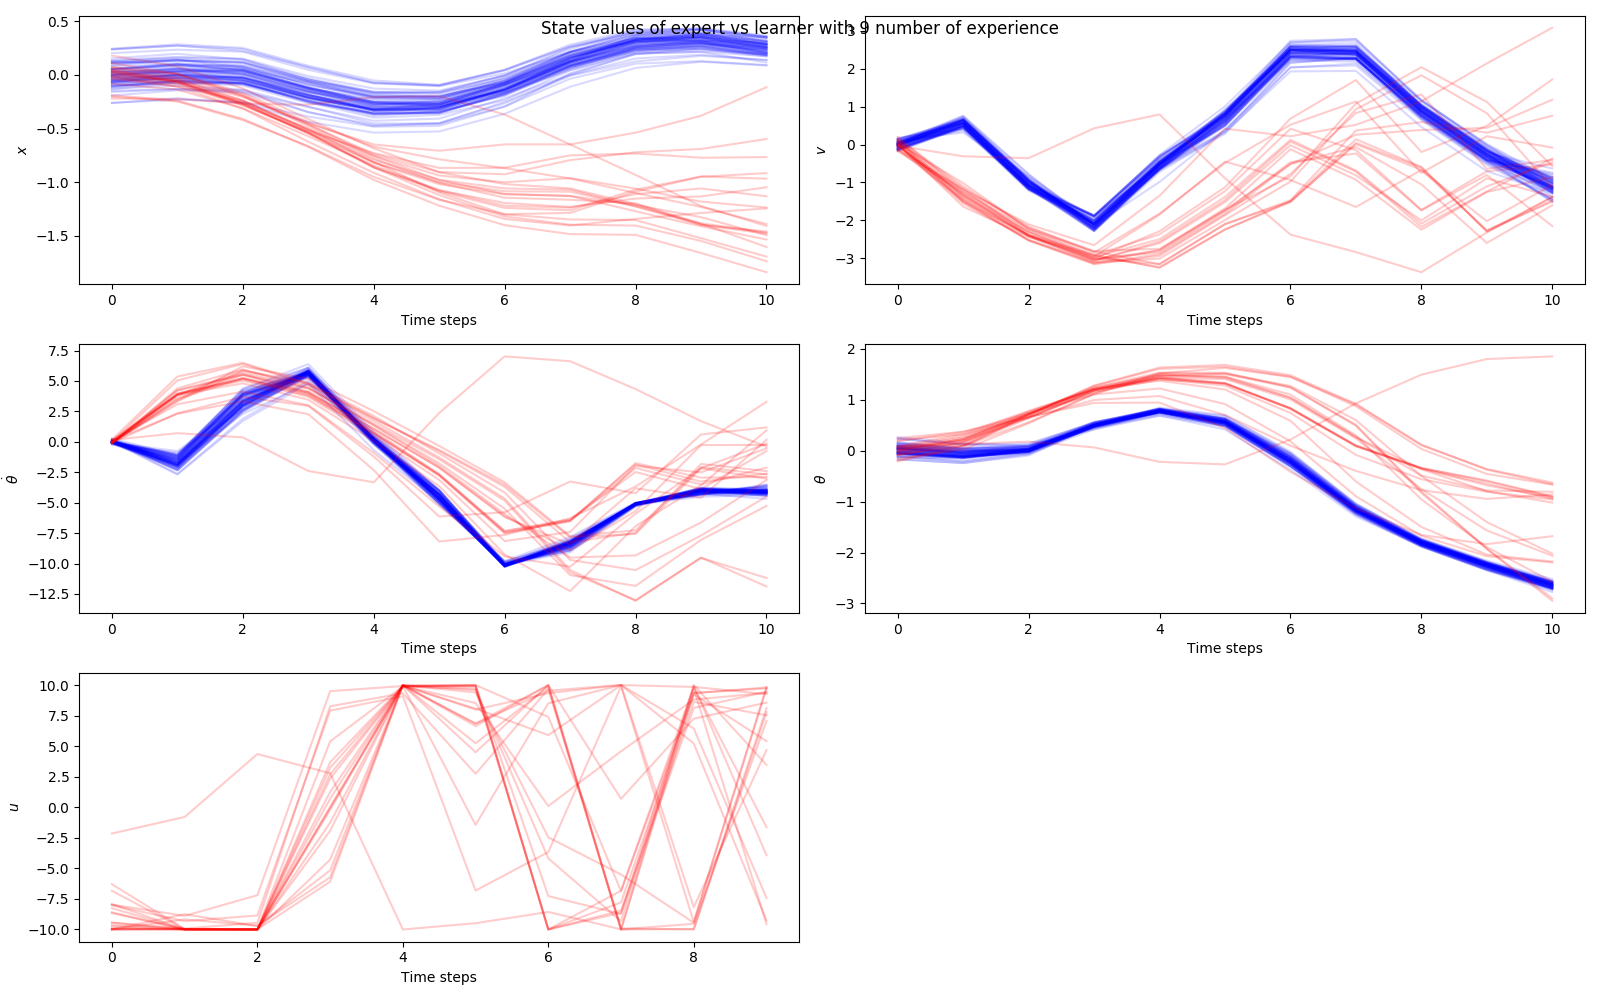 State values of expert vs learner with 9 number of experience
0.5
0.0
−0.5
−1.0
−1.5
x
0 2 4 6 8 10
Time steps
3
2
1
0
−1
−2
−3
v
0 2 4 6 8 10
Time steps
7.5
5.0
2.5
0.0
−2.5
−5.0
−7.5
−10.0
−12.5
θ̇
0 2 4 6 8 10
Time steps
2
1
0
−1
−2
−3
θ
0 2 4 6 8 10
Time steps
10.0
7.5
5.0
2.5
0.0
−2.5
−5.0
−7.5
−10.0
u
0 2 4 6 8
Time steps